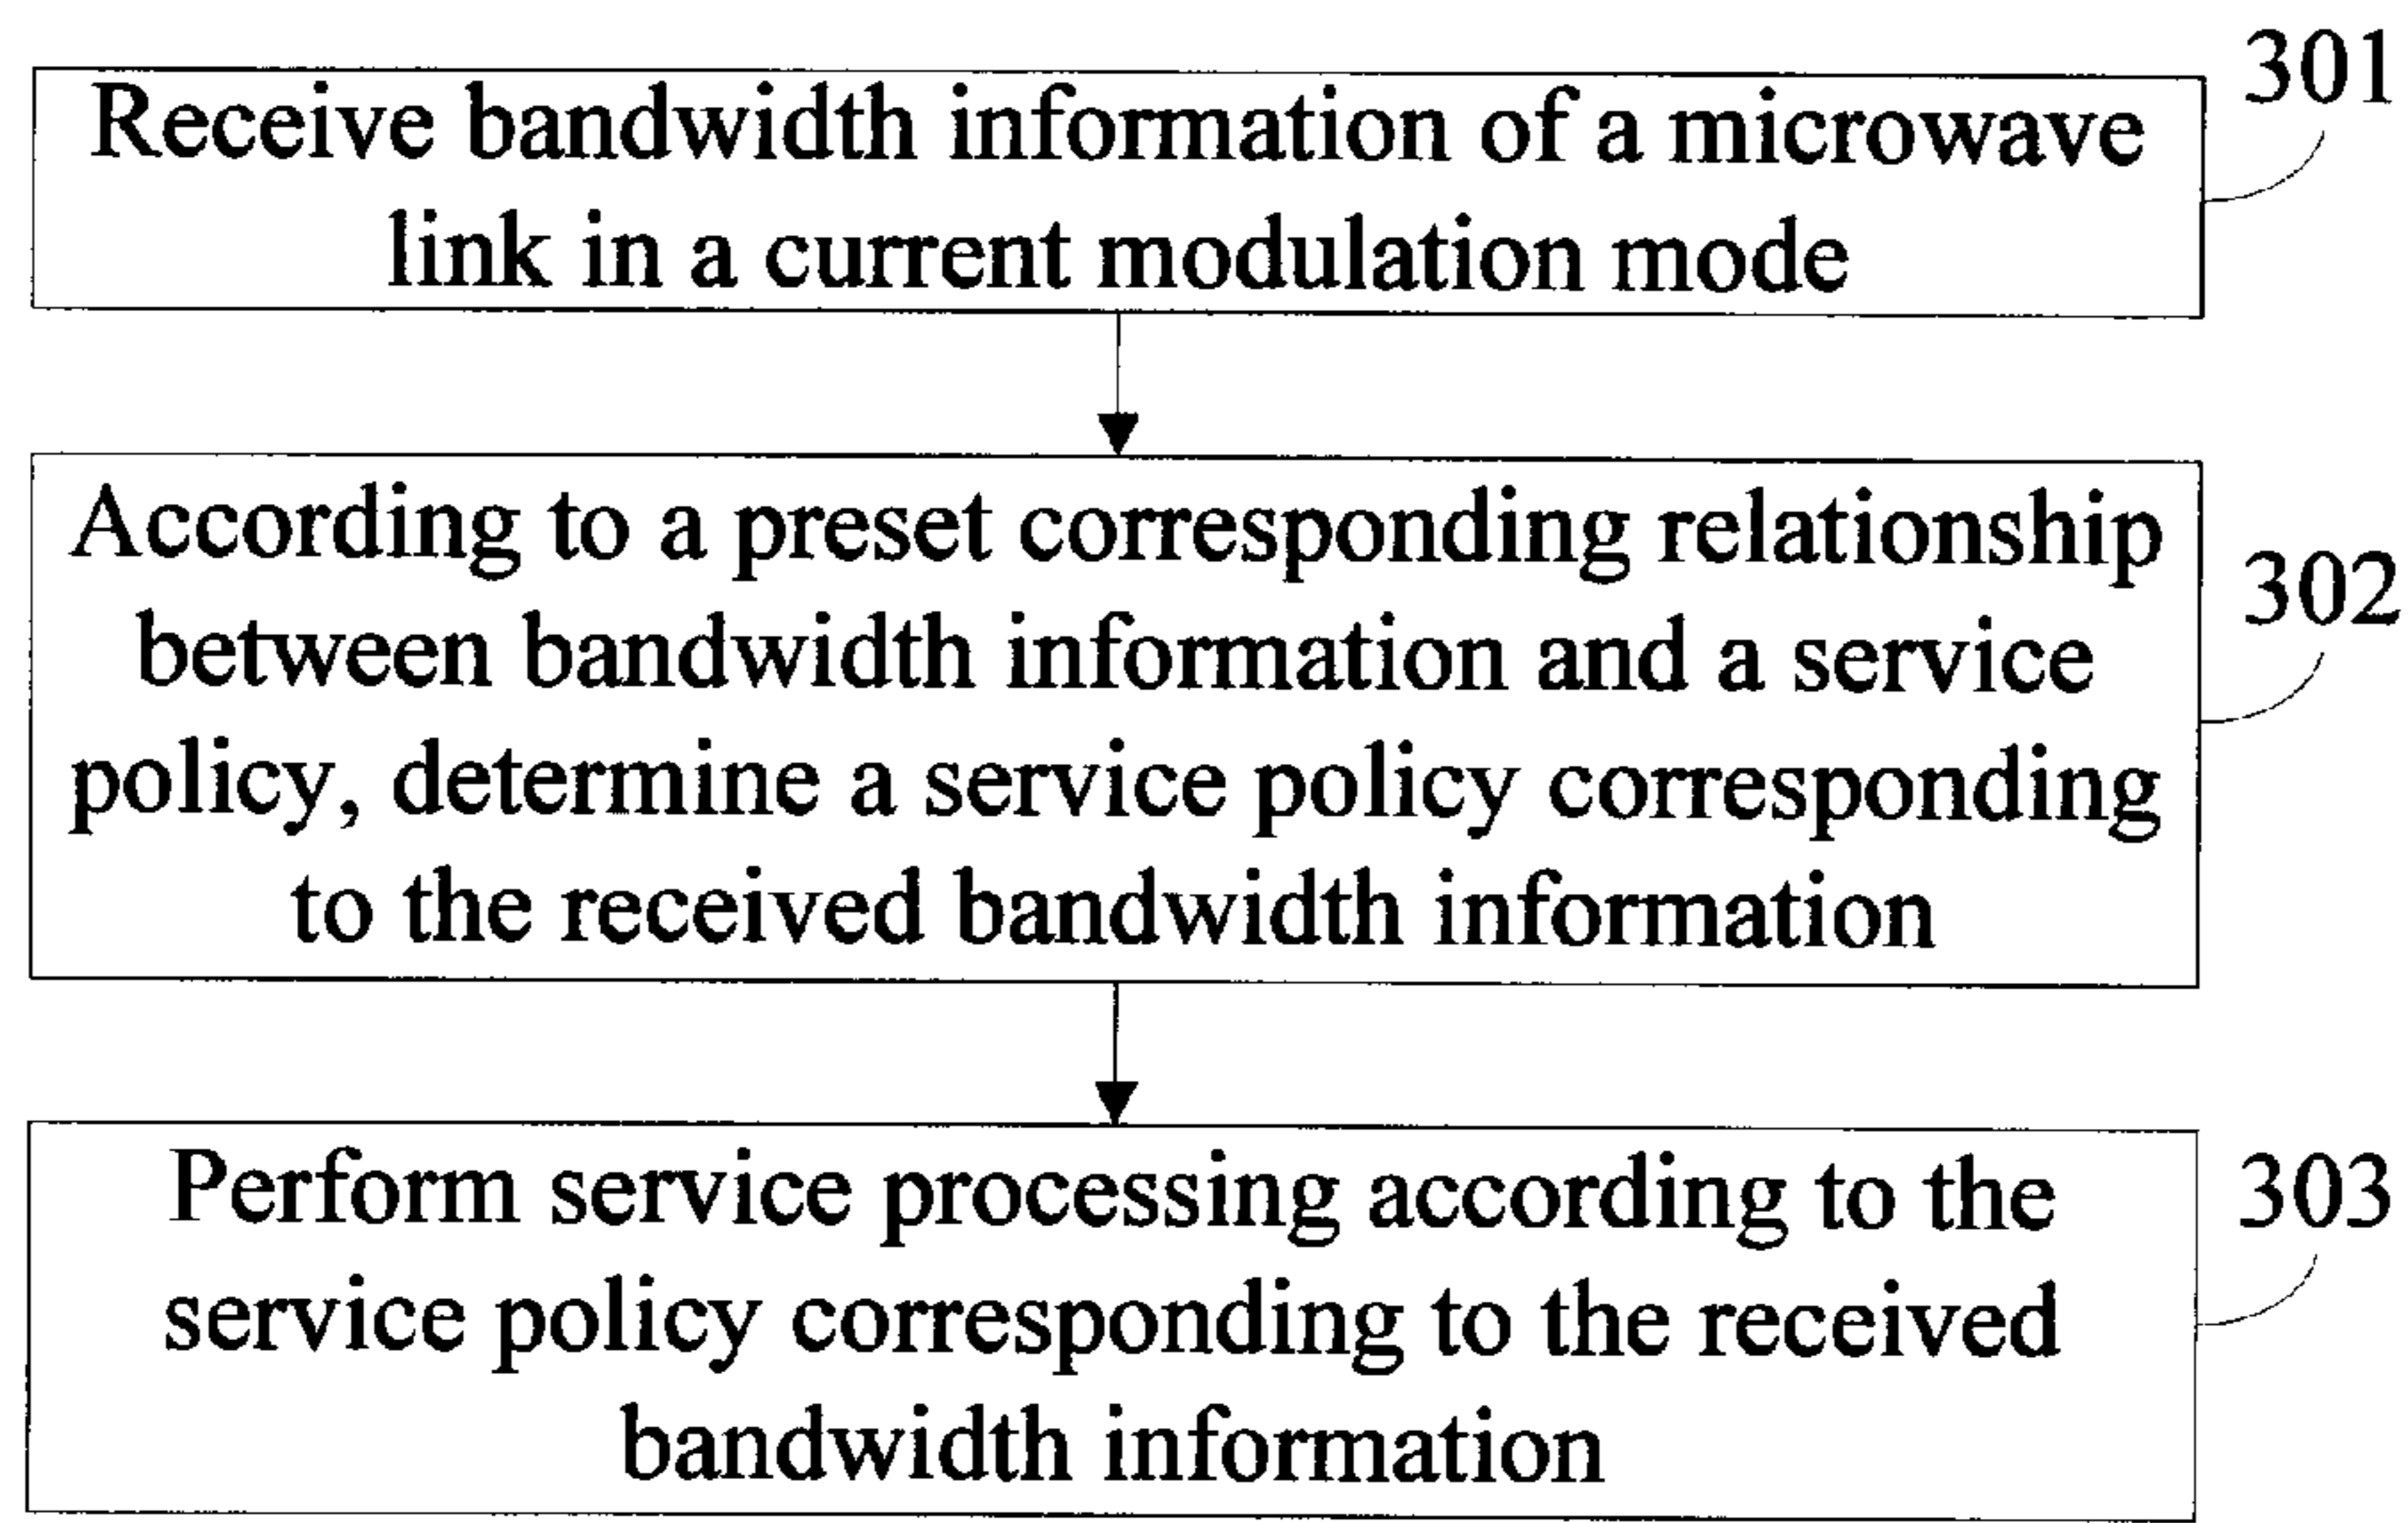 301
Receive bandwidth information of a microwave
link in a current modulation mode
According to a preset corresponding relationship
between bandwidth information and a service
policy, determine a service policy corresponding
to the received bandwidth information
302
Perform service processing according to the
service policy corresponding to the received
bandwidth information
303